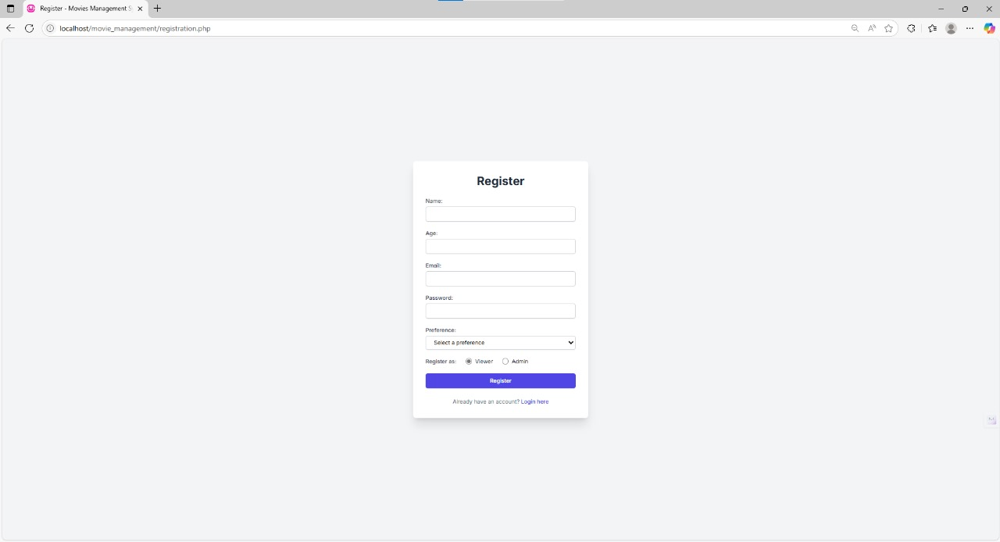 Register - Movies Management S
localhost/movie_management/registration.php
Register
Name:
Age:
Email:
Password:
Preference:
Select a preference
Register as: Viewer Admin
Register
Already have an account? Login here